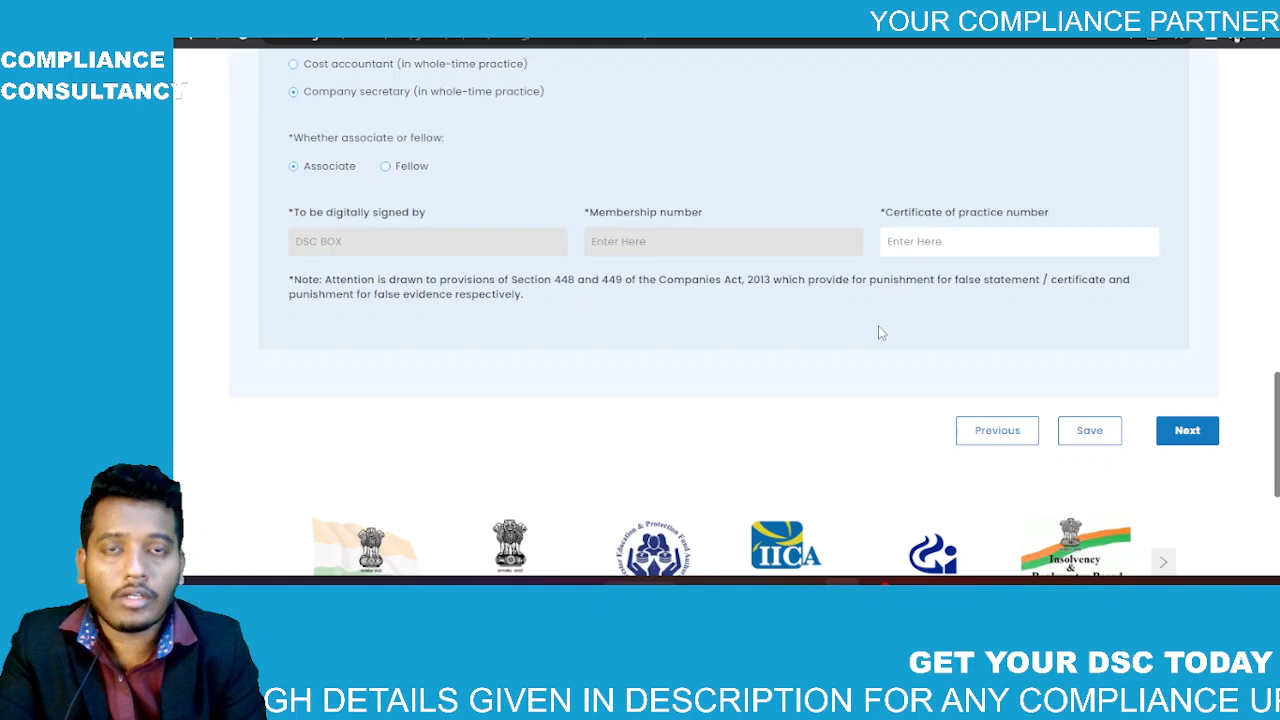 YOUR COMPLIANCE PARTNER
COMPLIANCE
CONSULTANCY
Cost accountant (in whole-time practice)
Company secretary (in whole-time practice)
*Whether associate or fellow:
Associate Fellow
*To be digitally signed by *Membership number *Certificate of practice number
DSC BOX Enter Here Enter Here
*Note: Attention is drawn to provisions of Section 448 and 449 of the Companies Act, 2013 which provide for punishment for false statement / certificate and
punishment for false evidence respectively.
Previous Save Next
Education & Protection Fund
IICA
Insolvency
&
GET YOUR DSC TODAY
GH DETAILS GIVEN IN DESCRIPTION FOR ANY COMPLIANCE U